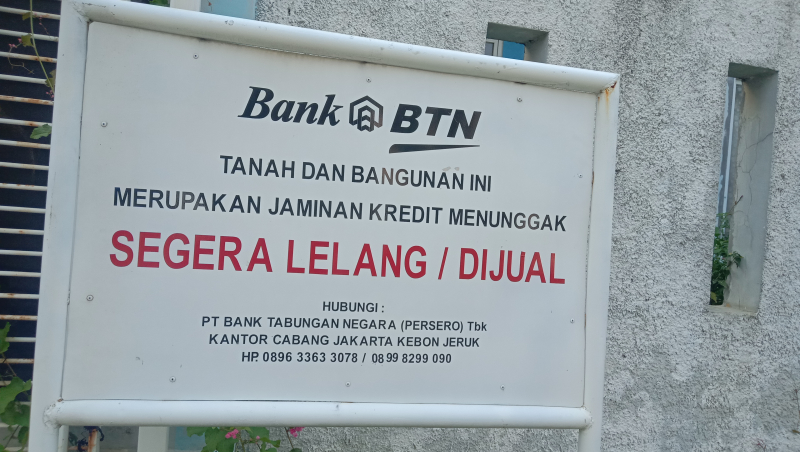 Bank BTN
TANAH DAN BANGUNAN INI
MERUPAKAN JAMINAN KREDIT MENUNGGAK
SEGERA LELANG / DIJUAL
HUBUNGI :
PT BANK TABUNGAN NEGARA (PERSERO) Tbk
KANTOR CABANG JAKARTA KEBON JERUK
HP. 0896 3363 3078 / 0899 8299 090